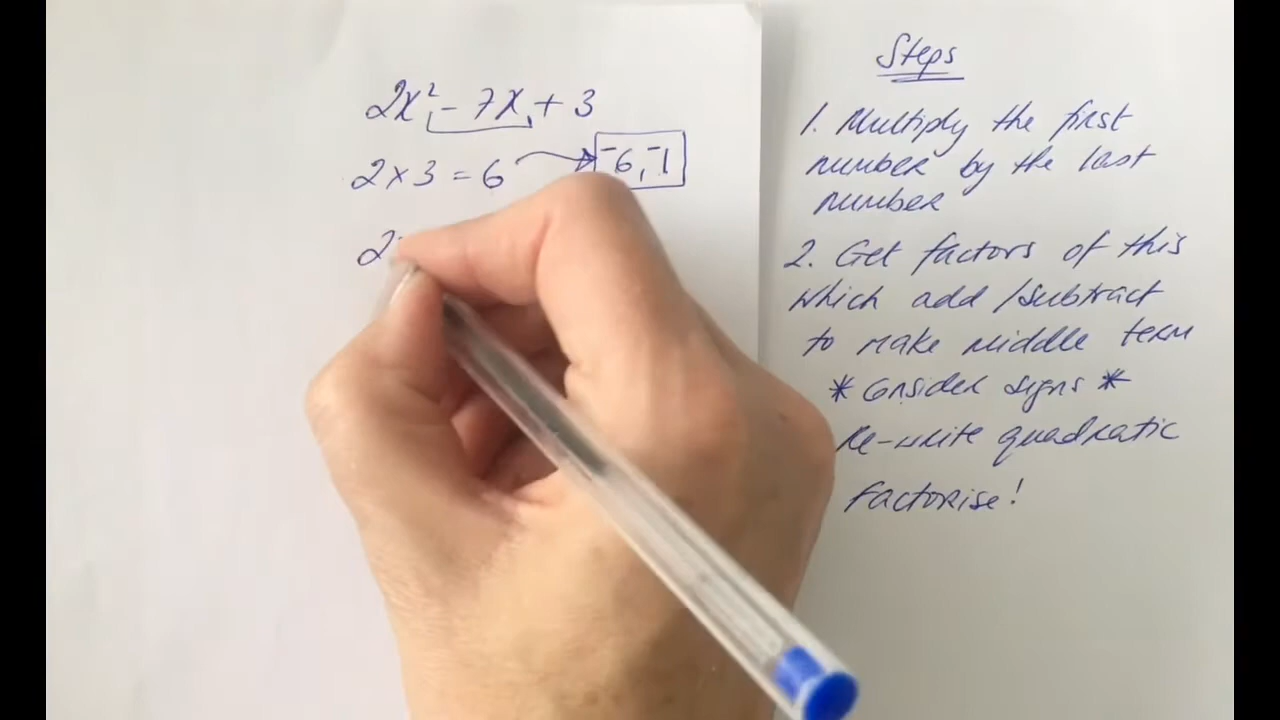 2x² - 7x + 3
2 × 3 = 6 → -6, -1
2
Steps
1. Multiply the first
number by the last
number
2. Get factors of this
which add/subtract
to make middle term
* Consider signs *
Re-write quadratic
Factorise!